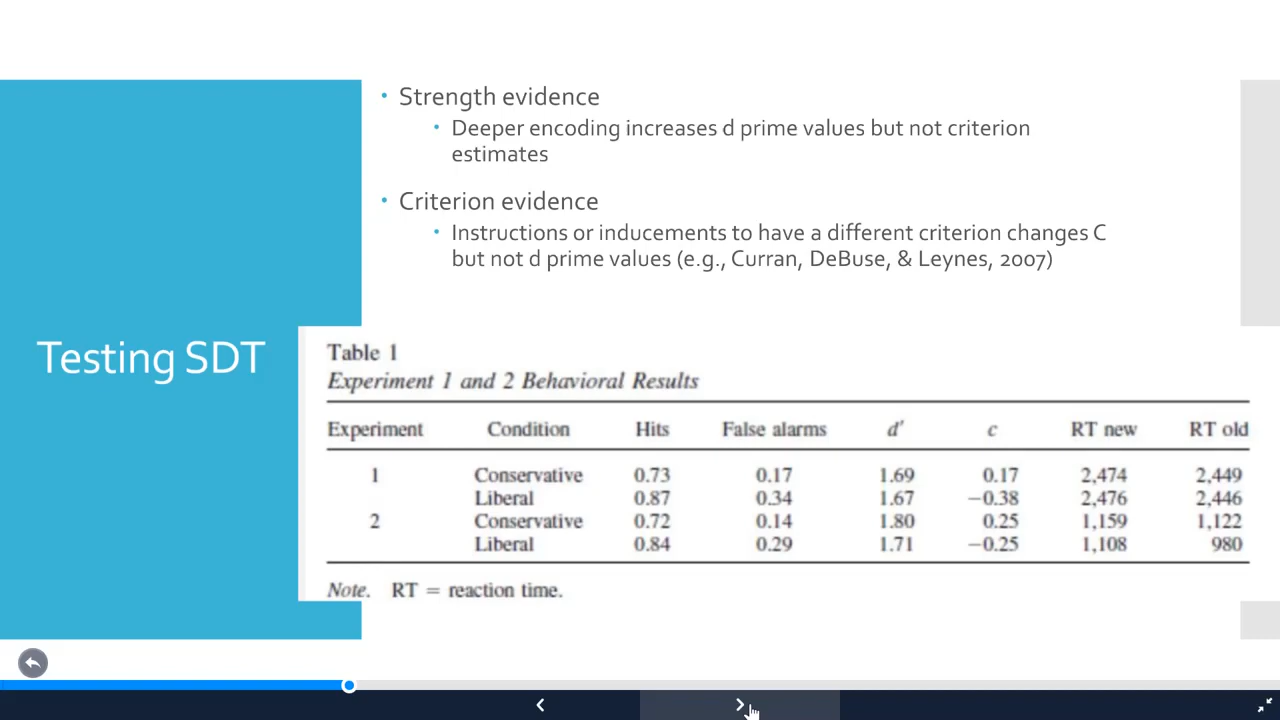 • Strength evidence
• Deeper encoding increases d prime values but not criterion
estimates
• Criterion evidence
• Instructions or inducements to have a different criterion changes C
but not d prime values (e.g., Curran, DeBuse, & Leynes, 2007)
Testing SDT
Table 1
Experiment 1 and 2 Behavioral Results
Experiment Condition Hits False alarms d′ c RT new RT old
1 Conservative 0.73 0.17 1.69 0.17 2,474 2,449
Liberal 0.87 0.34 1.67 −0.38 2,476 2,446
2 Conservative 0.72 0.14 1.80 0.25 1,159 1,122
Liberal 0.84 0.29 1.71 −0.25 1,108 980
Note. RT = reaction time.